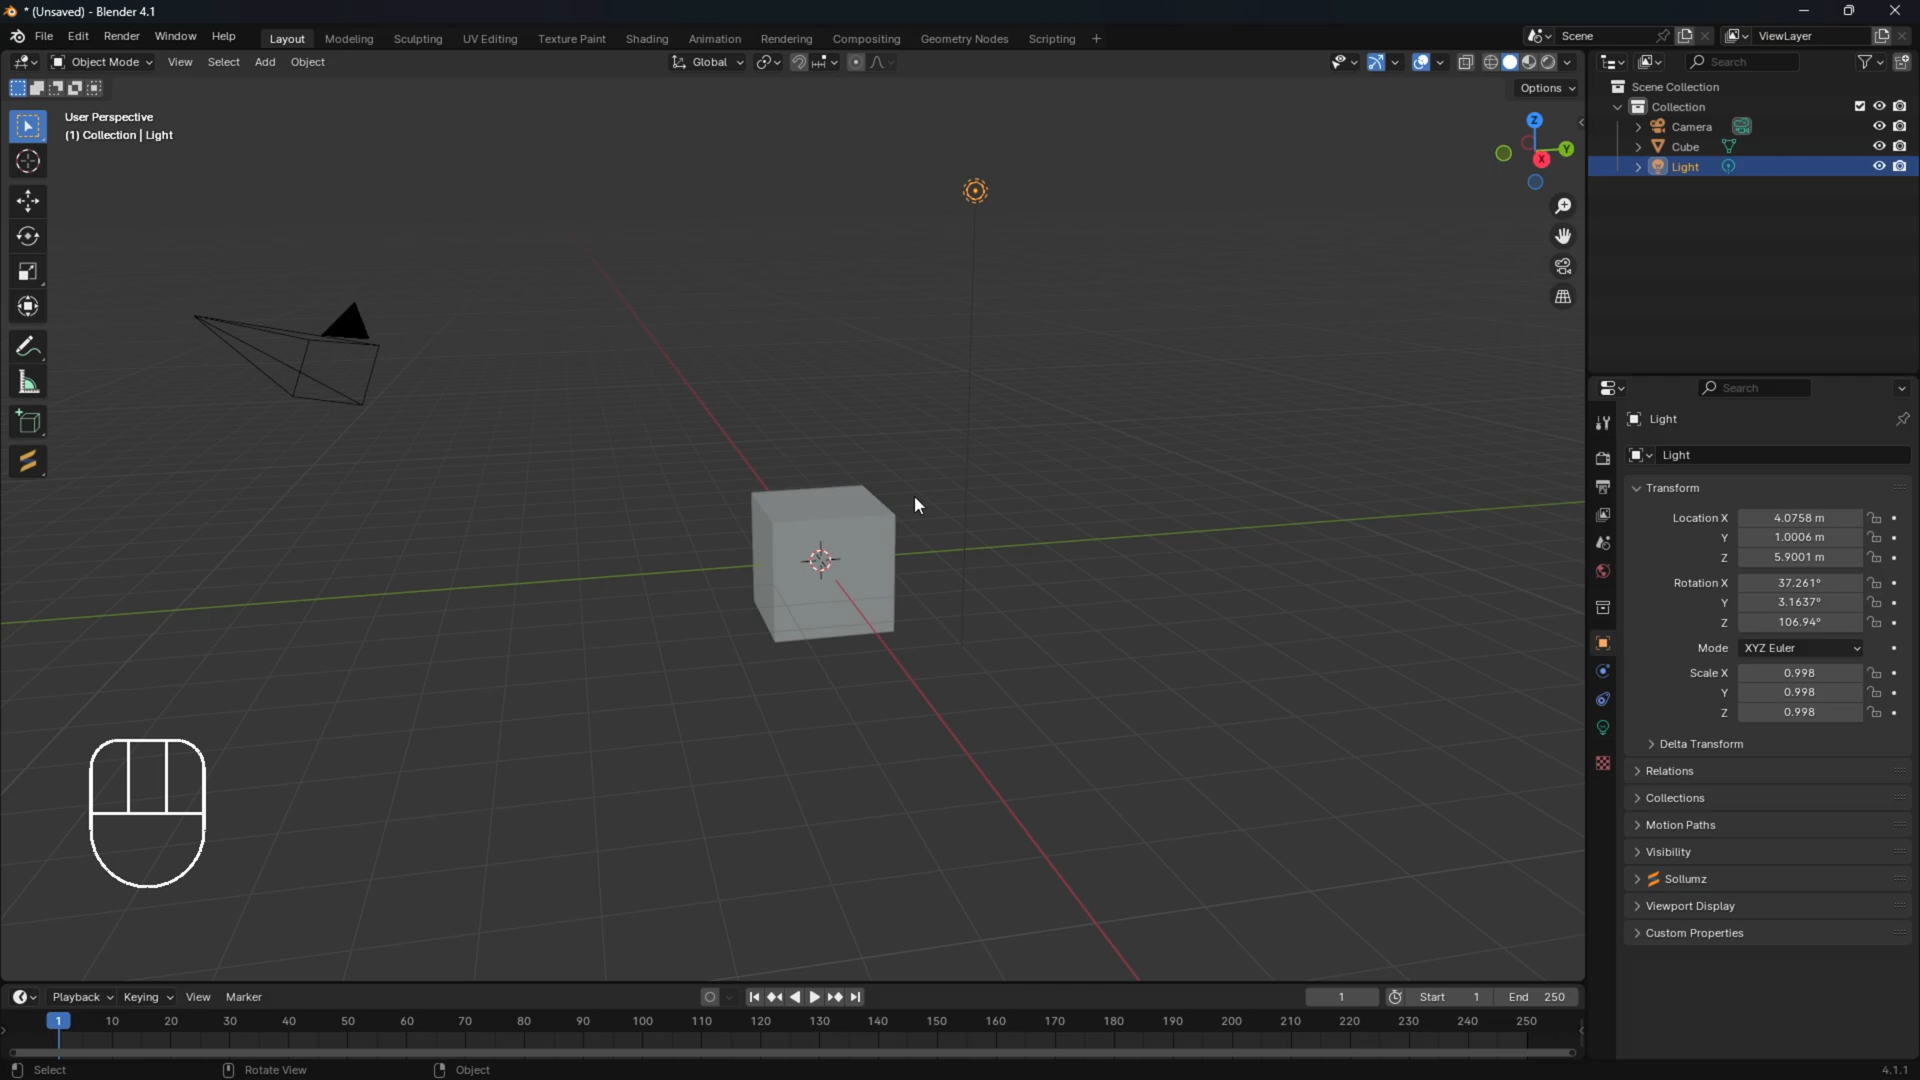 * (Unsaved) - Blender 4.1
File Edit Render Window Help Layout Modeling Sculpting UV Editing Texture Paint Shading Animation Rendering Compositing Geometry Nodes Scripting + Scene ViewLayer
Object Mode View Select Add Object Global Search
Options
User Perspective
(1) Collection | Light
Z
Y
X
Scene Collection
Collection
Camera
Cube
Light
Search
Light
Light
Transform
Location X 4.0758 m
Y 1.0006 m
Z 5.9001 m
Rotation X 37.261°
Y 3.1637°
Z 106.94°
Mode XYZ Euler
Scale X 0.998
Y 0.998
Z 0.998
Delta Transform
Relations
Collections
Motion Paths
Visibility
Sollumz
Viewport Display
Custom Properties
Playback Keying View Marker 1 Start 1 End 250
1 10 20 30 40 50 60 70 80 90 100 110 120 130 140 150 160 170 180 190 200 210 220 230 240 250
Select Rotate View Object 4.1.1